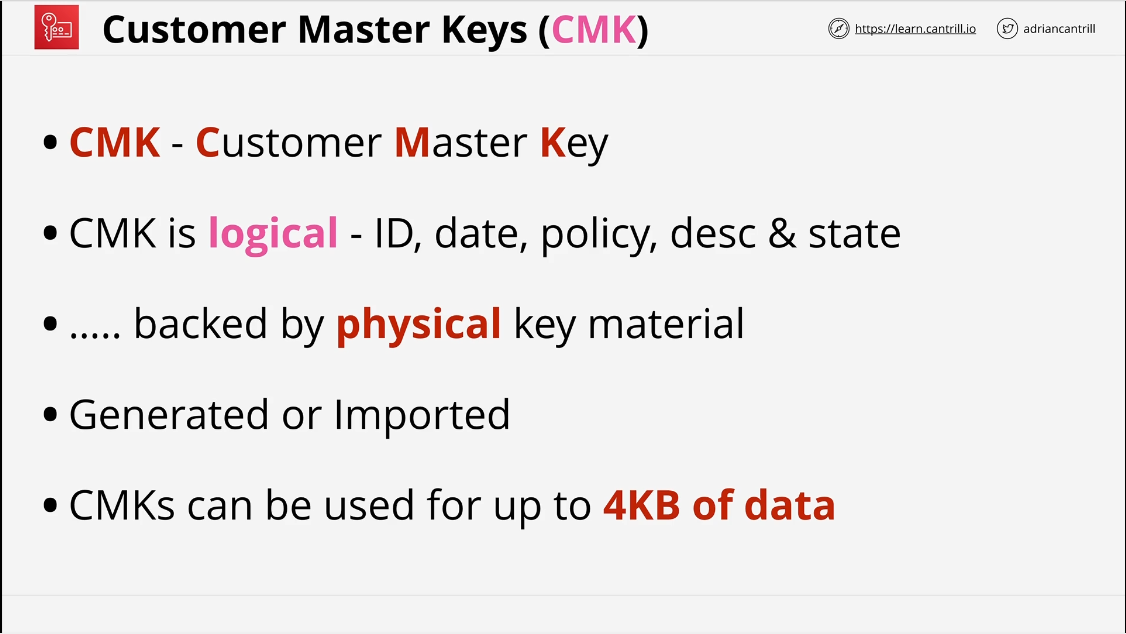 Customer Master Keys (CMK)
https://learn.cantrill.io
adriancantrill
• CMK - Customer Master Key
• CMK is logical - ID, date, policy, desc & state
• ..... backed by physical key material
• Generated or Imported
• CMKs can be used for up to 4KB of data